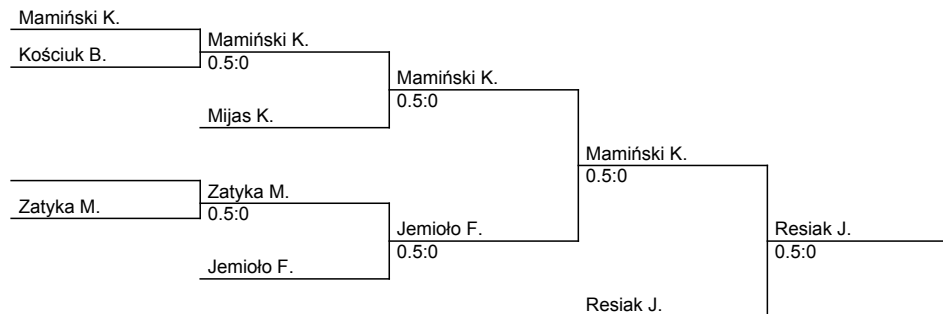 Mamiński K.
Kościuk B.
Mamiński K.
0.5:0
Mamiński K.
0.5:0
Mijas K.
Mamiński K.
0.5:0
Zatyka M.
Zatyka M.
0.5:0
Jemioło F.
0.5:0
Resiak J.
0.5:0
Jemioło F.
Resiak J.